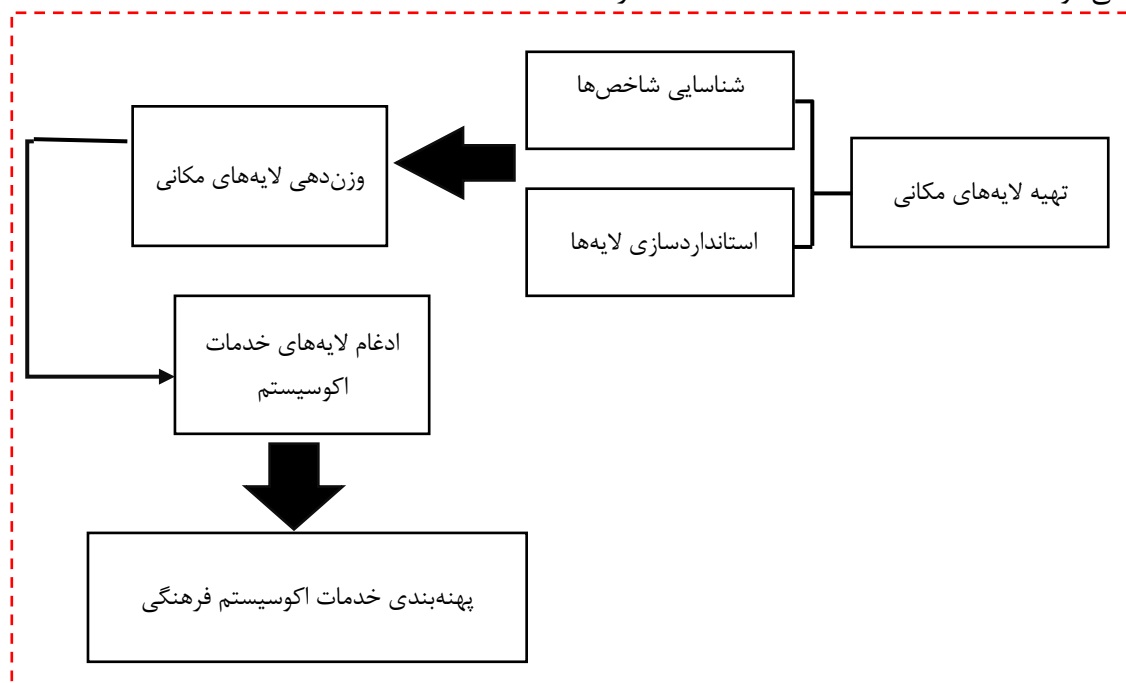 تهیه لایه‌های مکانی
شناسایی شاخص‌ها
استانداردسازی لایه‌ها
وزن‌دهی لایه‌های مکانی
ادغام لایه‌های خدمات
اکوسیستم
پهنه‌بندی خدمات اکوسیستم فرهنگی